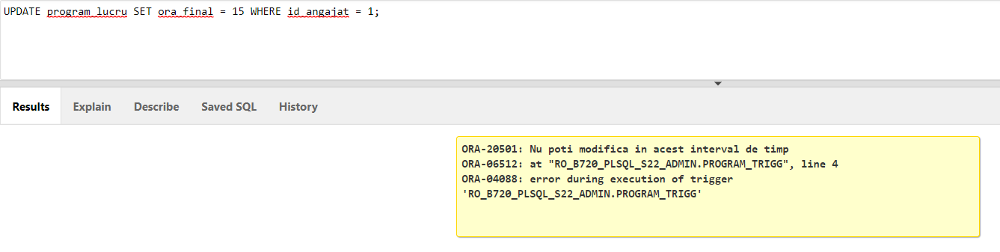 UPDATE program_lucru SET ora_final = 15 WHERE id_angajat = 1;
Results Explain Describe Saved SQL History
ORA-20501: Nu poti modifica in acest interval de timp
ORA-06512: at "RO_B720_PLSQL_S22_ADMIN.PROGRAM_TRIGG", line 4
ORA-04088: error during execution of trigger
'RO_B720_PLSQL_S22_ADMIN.PROGRAM_TRIGG'